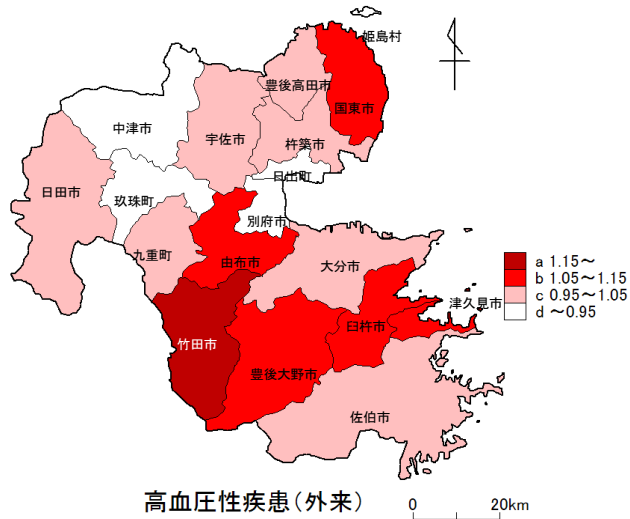 姫島村
豊後高田市
国東市
中津市
宇佐市
杵築市
日出町
日田市
玖珠町
別府市
九重町
由布市
大分市
津久見市
臼杵市
竹田市
豊後大野市
佐伯市
a 1.15～
b 1.05～1.15
c 0.95～1.05
d ～0.95
高血圧性疾患（外来）
0 20km